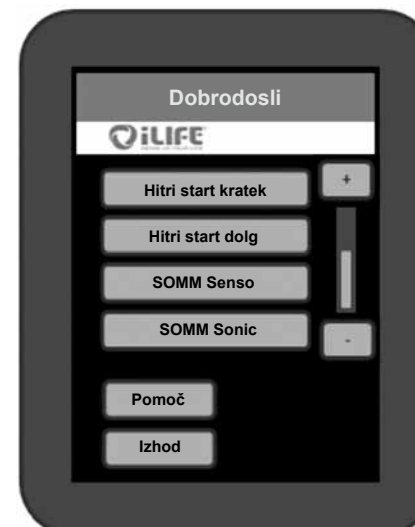 Dobrodosli
iLIFE
Hitri start kratek
+
Hitri start dolg
SOMM Senso
SOMM Sonic
-
Pomoč
Izhod